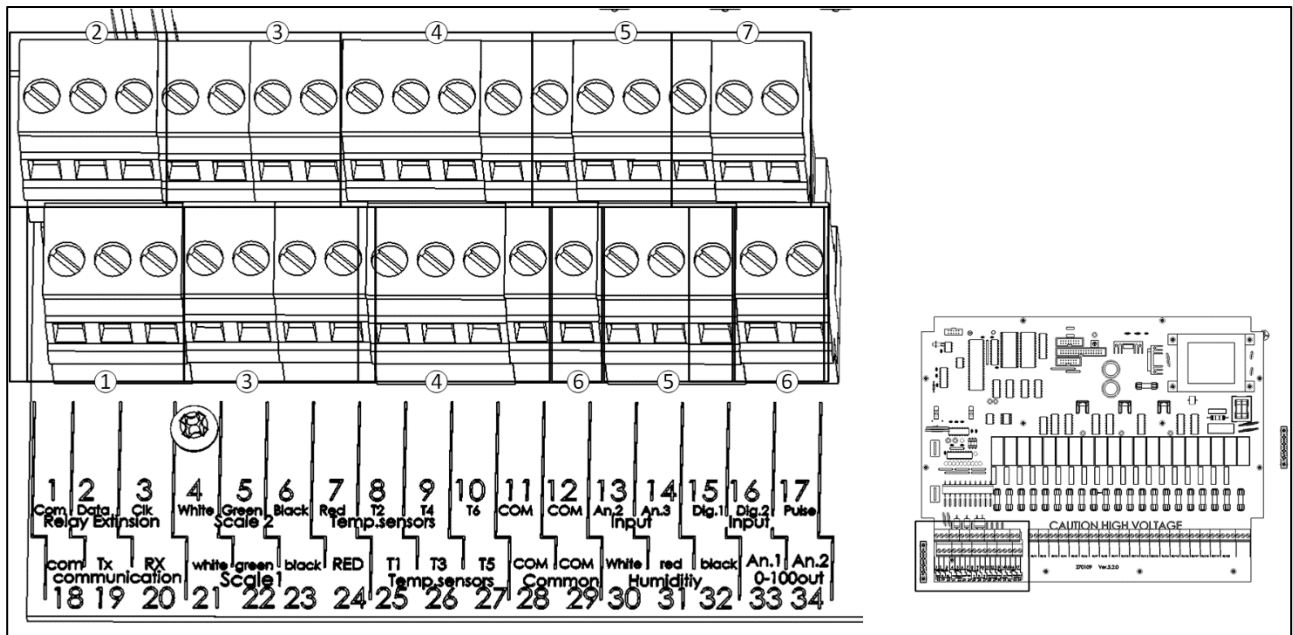 ② ③ ④ ⑤ ⑦
① ③ ④ ⑥ ⑤ ⑥
1 2 3 4 5 6 7 8 9 10 11 12 13 14 15 16 17
Com Data Clk White Green Black Red T2 T4 T6 COM COM An.2 An.3 Dig.1 Dig.2 Pulse
Relay Extinsion Scale 2 Temp.sensors Input Input
com Tx RX white green black RED T1 T3 T5 COM COM White red black An.1 An.2
communication Scale1 Temp.sensors Common Humiditiy 0-100out
18 19 20 21 22 23 24 25 26 27 28 29 30 31 32 33 34
CAUTION HIGH VOLTAGE
270109 Ver.5.2.0